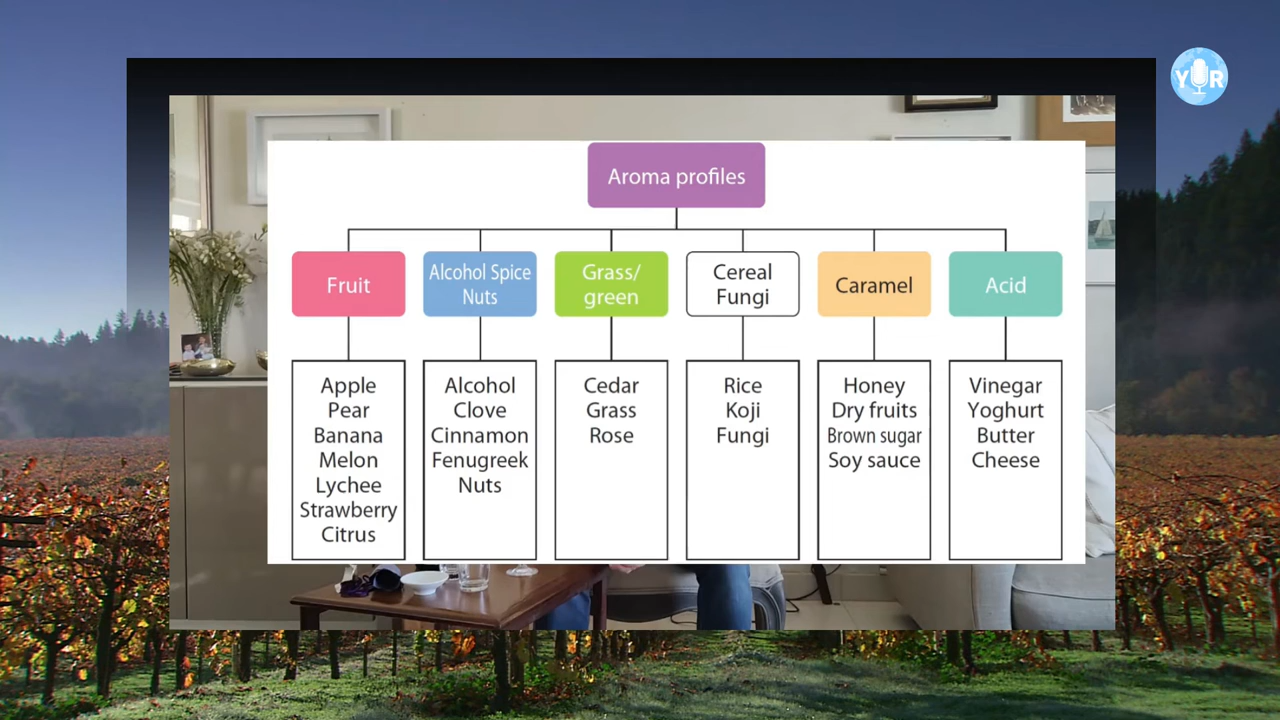 Y R
Aroma profiles
Fruit
Alcohol Spice
Nuts
Grass/
green
Cereal
Fungi
Caramel
Acid
Apple
Pear
Banana
Melon
Lychee
Strawberry
Citrus
Alcohol
Clove
Cinnamon
Fenugreek
Nuts
Cedar
Grass
Rose
Rice
Koji
Fungi
Honey
Dry fruits
Brown sugar
Soy sauce
Vinegar
Yoghurt
Butter
Cheese